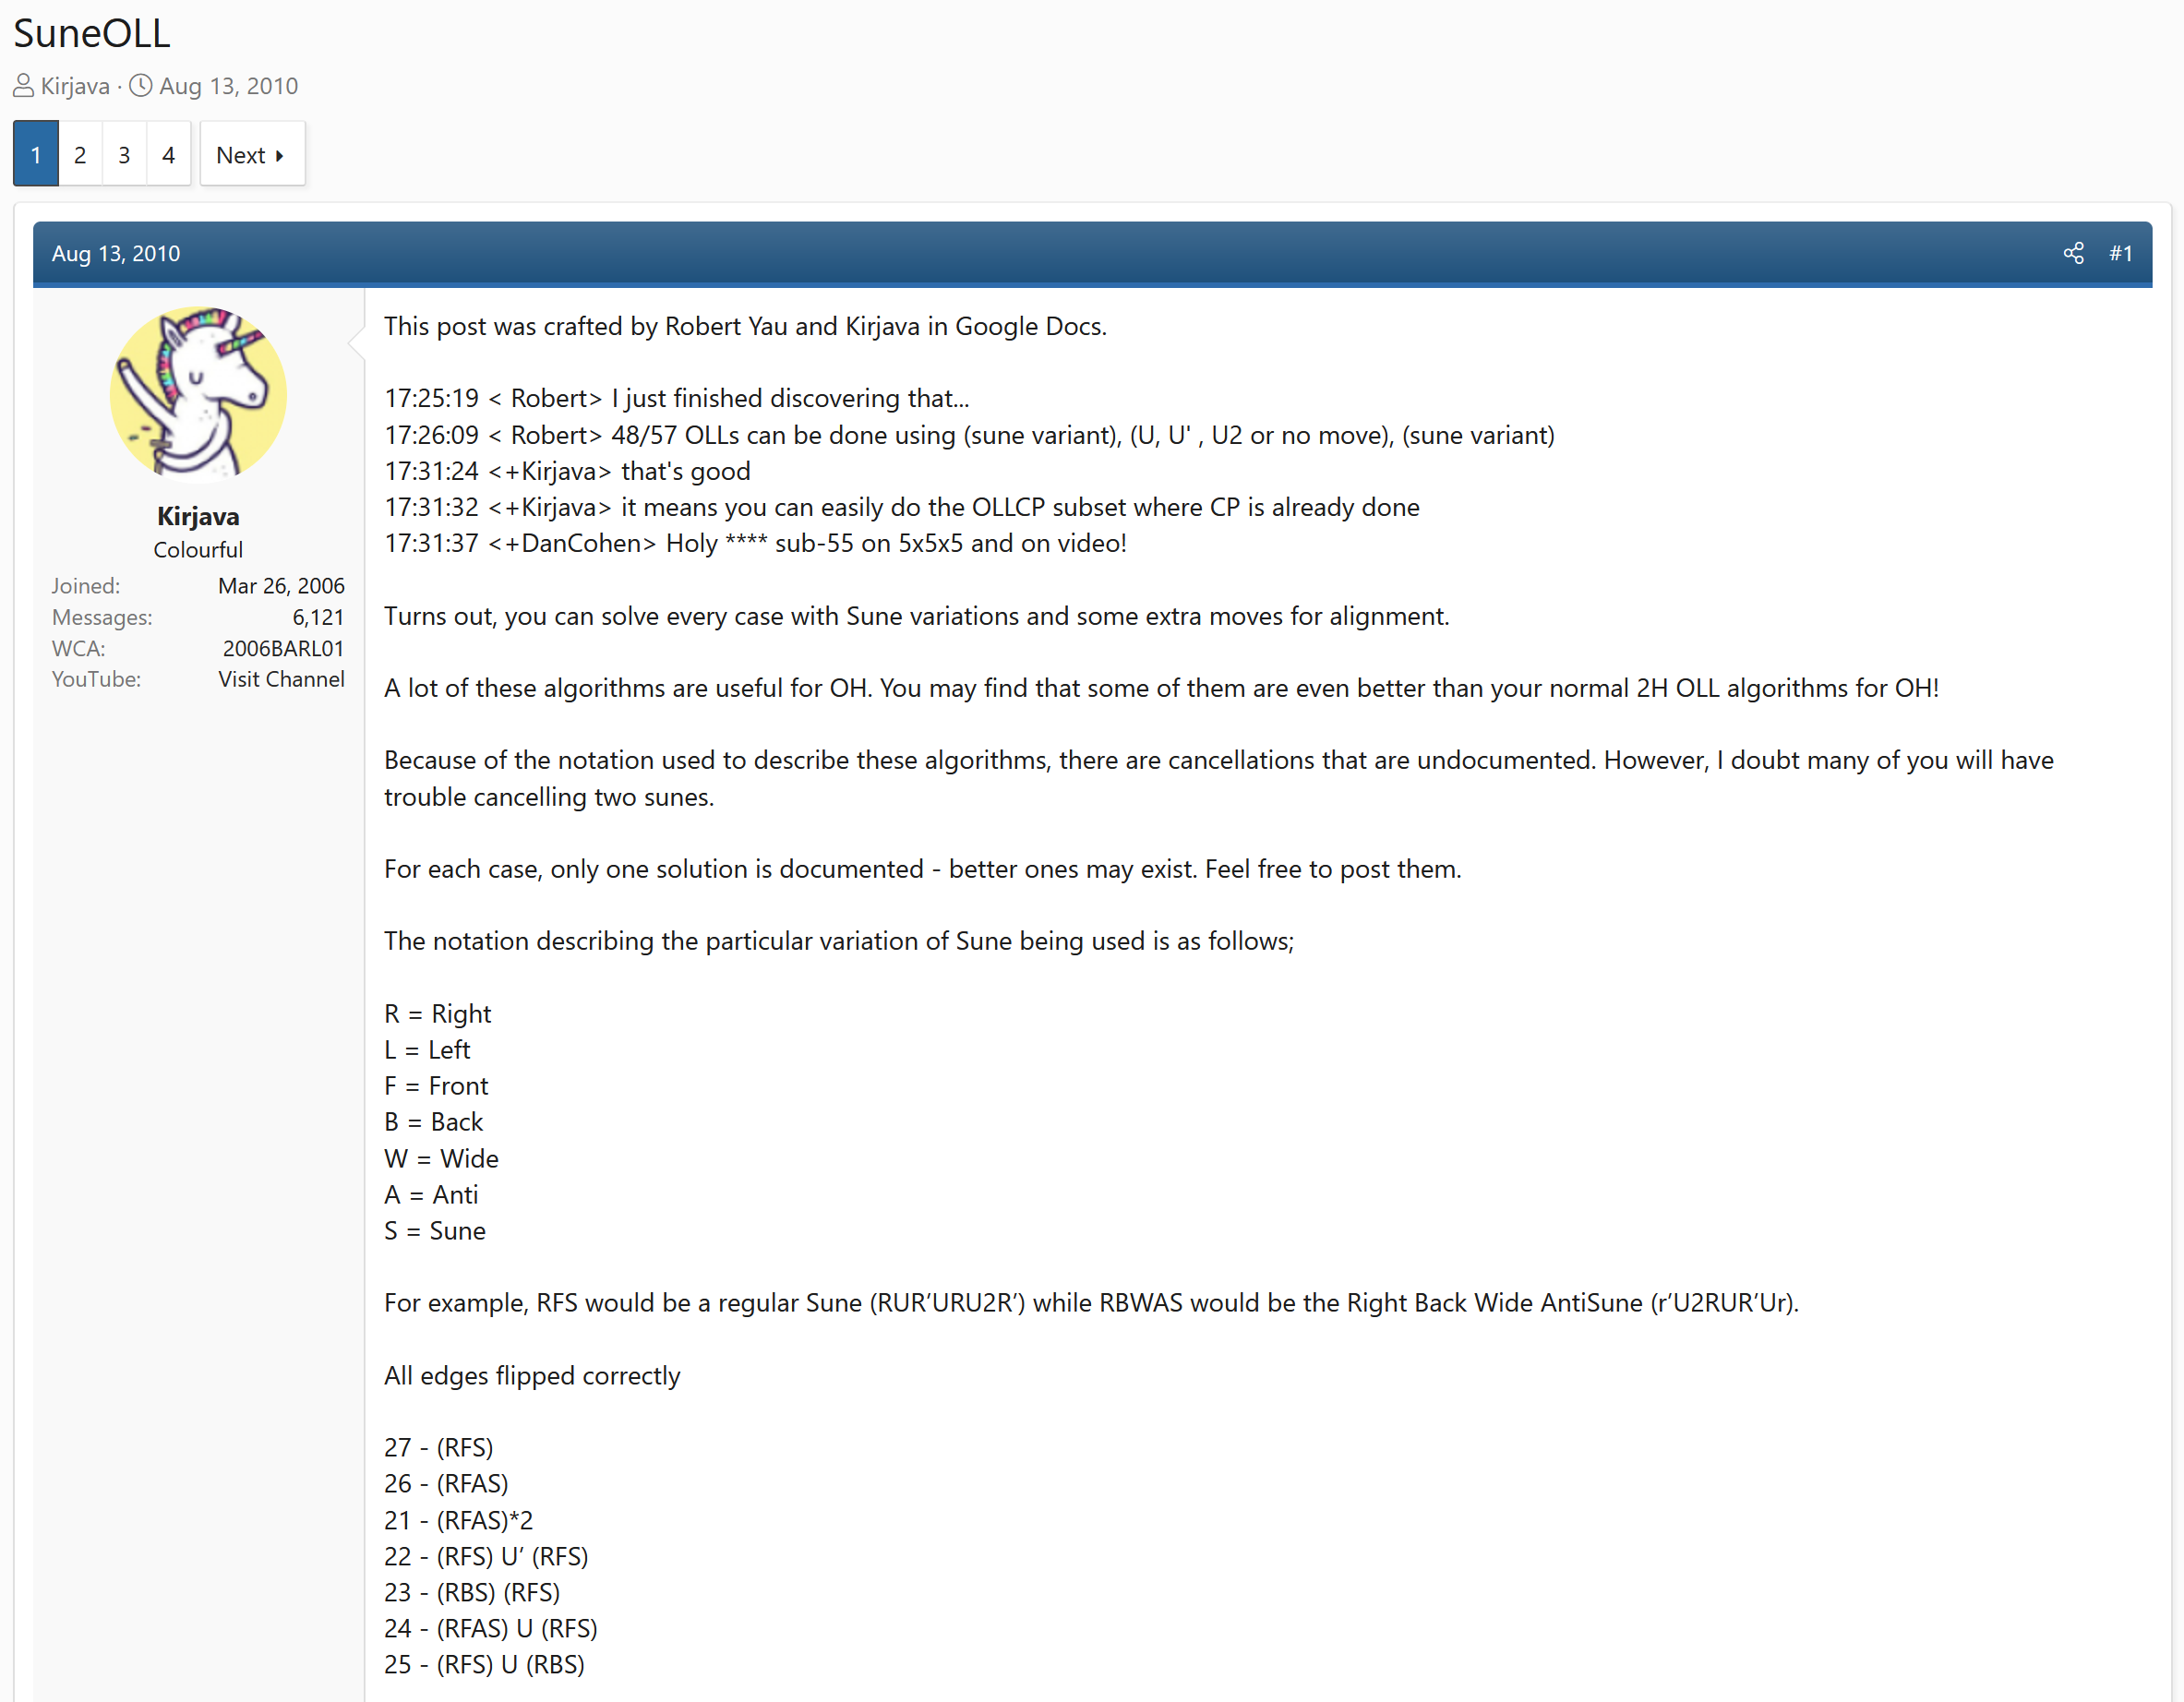 SuneOLL
Kirjava · Aug 13, 2010
1 2 3 4 Next
Aug 13, 2010 #1
Kirjava
Colourful
Joined: Mar 26, 2006
Messages: 6,121
WCA: 2006BARL01
YouTube: Visit Channel
This post was crafted by Robert Yau and Kirjava in Google Docs.
17:25:19 < Robert> I just finished discovering that...
17:26:09 < Robert> 48/57 OLLs can be done using (sune variant), (U, U' , U2 or no move), (sune variant)
17:31:24 <+Kirjava> that's good
17:31:32 <+Kirjava> it means you can easily do the OLLCP subset where CP is already done
17:31:37 <+DanCohen> Holy **** sub-55 on 5x5x5 and on video!
Turns out, you can solve every case with Sune variations and some extra moves for alignment.
A lot of these algorithms are useful for OH. You may find that some of them are even better than your normal 2H OLL algorithms for OH!
Because of the notation used to describe these algorithms, there are cancellations that are undocumented. However, I doubt many of you will have
trouble cancelling two sunes.
For each case, only one solution is documented - better ones may exist. Feel free to post them.
The notation describing the particular variation of Sune being used is as follows;
R = Right
L = Left
F = Front
B = Back
W = Wide
A = Anti
S = Sune
For example, RFS would be a regular Sune (RUR’URU2R’) while RBWAS would be the Right Back Wide AntiSune (r’U2RUR’Ur).
All edges flipped correctly
27 - (RFS)
26 - (RFAS)
21 - (RFAS)*2
22 - (RFS) U’ (RFS)
23 - (RBS) (RFS)
24 - (RFAS) U (RFS)
25 - (RFS) U (RBS)